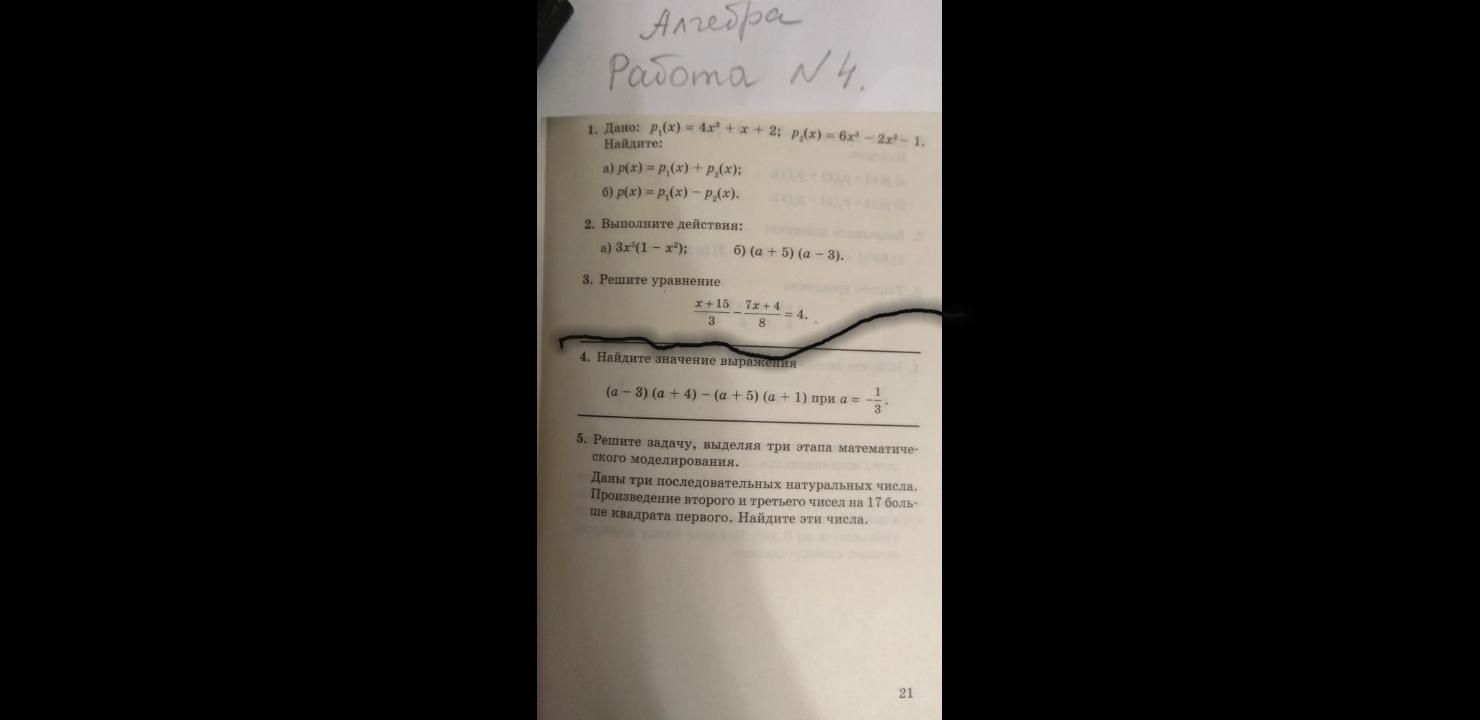 Алгебра
Работа N 4.
1. Дано: p₁(x) = 4x³ + x + 2; p₂(x) = 6x³ − 2x² − 1.
Найдите:
а) p(x) = p₁(x) + p₂(x);
б) p(x) = p₁(x) − p₂(x).
2. Выполните действия:
а) 3x⁵(1 − x²); б) (a + 5) (a − 3).
3. Решите уравнение
(x + 15)/3 − (7x + 4)/8 = 4.
4. Найдите значение выражения
(a − 3) (a + 4) − (a + 5) (a + 1) при a = −1/3.
5. Решите задачу, выделяя три этапа математиче-
ского моделирования.
Даны три последовательных натуральных числа.
Произведение второго и третьего чисел на 17 боль-
ше квадрата первого. Найдите эти числа.
21